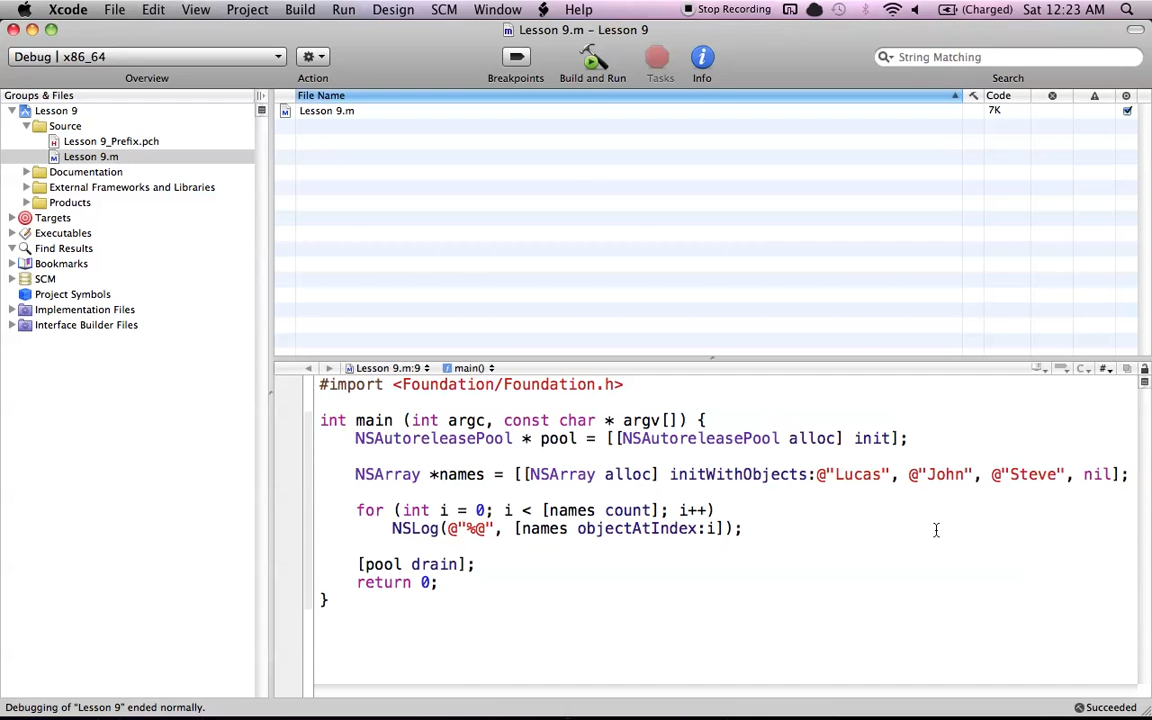 Xcode File Edit View Project Build Run Design SCM Window Help Stop Recording (Charged) Sat 12:23 AM
Lesson 9.m - Lesson 9
Debug | x86_64
String Matching
Overview Action Breakpoints Build and Run Tasks Info Search
Groups & Files File Name Code
Lesson 9 Lesson 9.m 7K
Source
Lesson 9_Prefix.pch
Lesson 9.m
Documentation
External Frameworks and Libraries
Products
Targets
Executables
Find Results
Bookmarks
SCM
Project Symbols
Implementation Files
Interface Builder Files
Lesson 9.m:9 main() C #
#import <Foundation/Foundation.h>
int main (int argc, const char * argv[]) {
NSAutoreleasePool * pool = [[NSAutoreleasePool alloc] init];
NSArray *names = [[NSArray alloc] initWithObjects:@"Lucas", @"John", @"Steve", nil];
for (int i = 0; i < [names count]; i++)
NSLog(@"%@", [names objectAtIndex:i]);
[pool drain];
return 0;
}
Debugging of "Lesson 9" ended normally. Succeeded